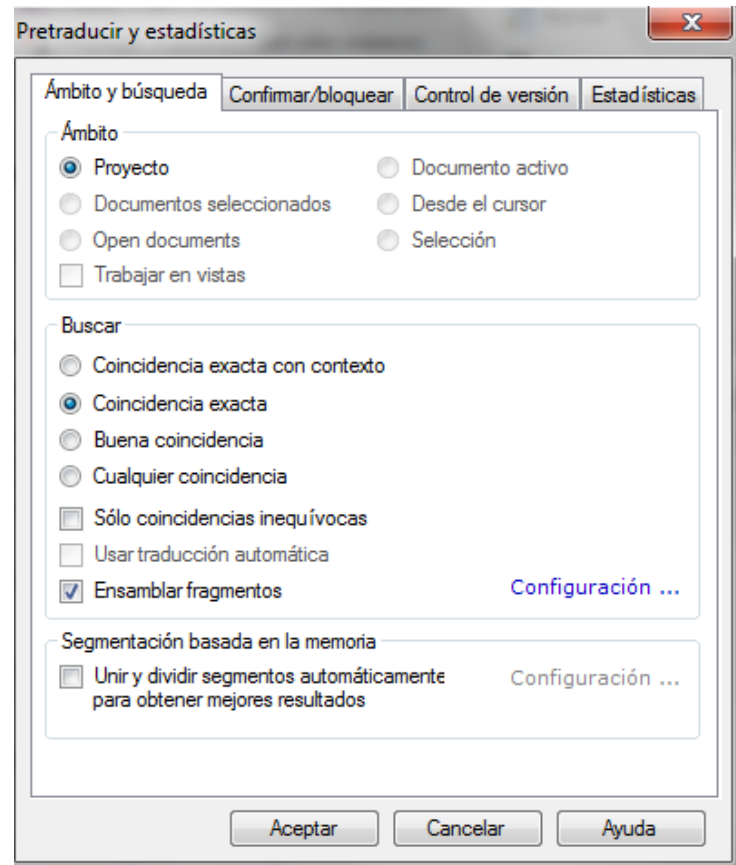 Pretraducir y estadísticas
Ámbito y búsqueda Confirmar/bloquear Control de versión Estadísticas
Ámbito
Proyecto Documento activo
Documentos seleccionados Desde el cursor
Open documents Selección
Trabajar en vistas
Buscar
Coincidencia exacta con contexto
Coincidencia exacta
Buena coincidencia
Cualquier coincidencia
Sólo coincidencias inequívocas
Usar traducción automática
Ensamblar fragmentos Configuración ...
Segmentación basada en la memoria
Unir y dividir segmentos automáticamente Configuración ...
para obtener mejores resultados
Aceptar Cancelar Ayuda